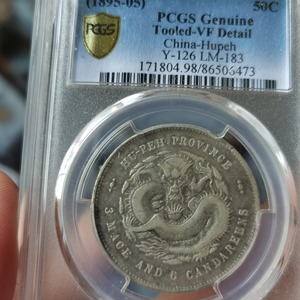 (1895-05) 50C
PCGS Genuine
Tooled-VF Detail
China-Hupeh
Y-126 LM-183
171804.98/86506473
PCGS
HU-PEH PROVINCE
3 MACE AND 6 CANDAREENS